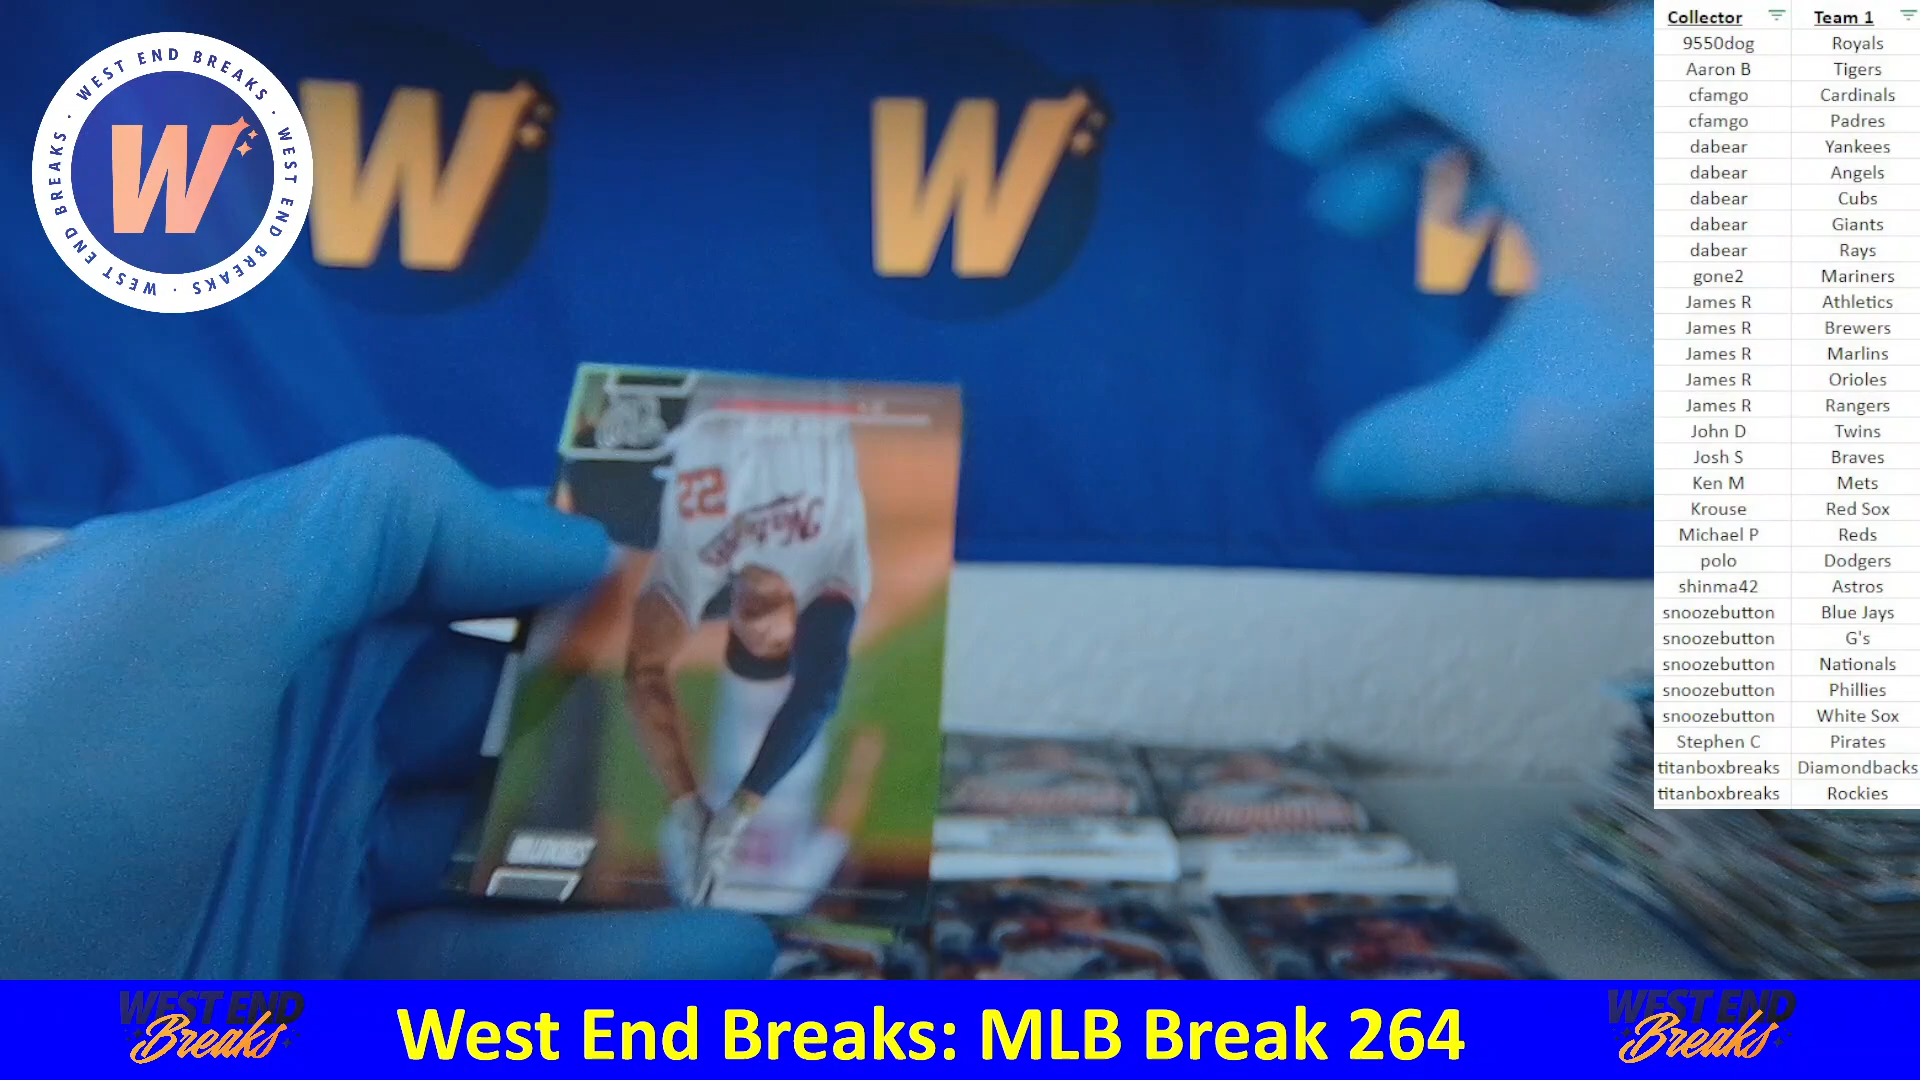 WEST END BREAKS · WEST END BREAKS · WEST END BREAKS ·
W
W
W
W
22
Collector Team 1
9550dog Royals
Aaron B Tigers
cfamgo Cardinals
cfamgo Padres
dabear Yankees
dabear Angels
dabear Cubs
dabear Giants
dabear Rays
gone2 Mariners
James R Athletics
James R Brewers
James R Marlins
James R Orioles
James R Rangers
John D Twins
Josh S Braves
Ken M Mets
Krouse Red Sox
Michael P Reds
polo Dodgers
shinma42 Astros
snoozebutton Blue Jays
snoozebutton G's
snoozebutton Nationals
snoozebutton Phillies
snoozebutton White Sox
Stephen C Pirates
titanboxbreaks Diamondbacks
titanboxbreaks Rockies
WEST END
Breaks
West End Breaks: MLB Break 264
WEST END
Breaks